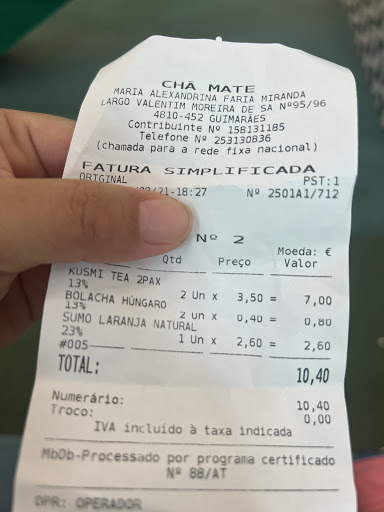 CHÁ MATE
MARIA ALEXANDRINA FARIA MIRANDA
LARGO VALENTIM MOREIRA DE SA Nº95/96
4810-452 GUIMARÃES
Contribuinte Nº 158131185
Telefone Nº 253130836
(chamada para a rede fixa nacional)
FATURA SIMPLIFICADA
ORIGINAL PST:1
/21-18:27 Nº 2501A1/712
Nº 2
Moeda: €
Qtd Preço Valor
KUSMI TEA 2PAX
13% 2 Un x 3,50 = 7,00
BOLACHA HÚNGARO
13% 2 Un x 0,40 = 0,80
SUMO LARANJA NATURAL
23% 1 Un x 2,60 = 2,60
#005
TOTAL: 10,40
Numerário: 10,40
Troco: 0,00
IVA incluído à taxa indicada
MbOb-Processado por programa certificado
Nº 88/AT
OPR: OPERADOR